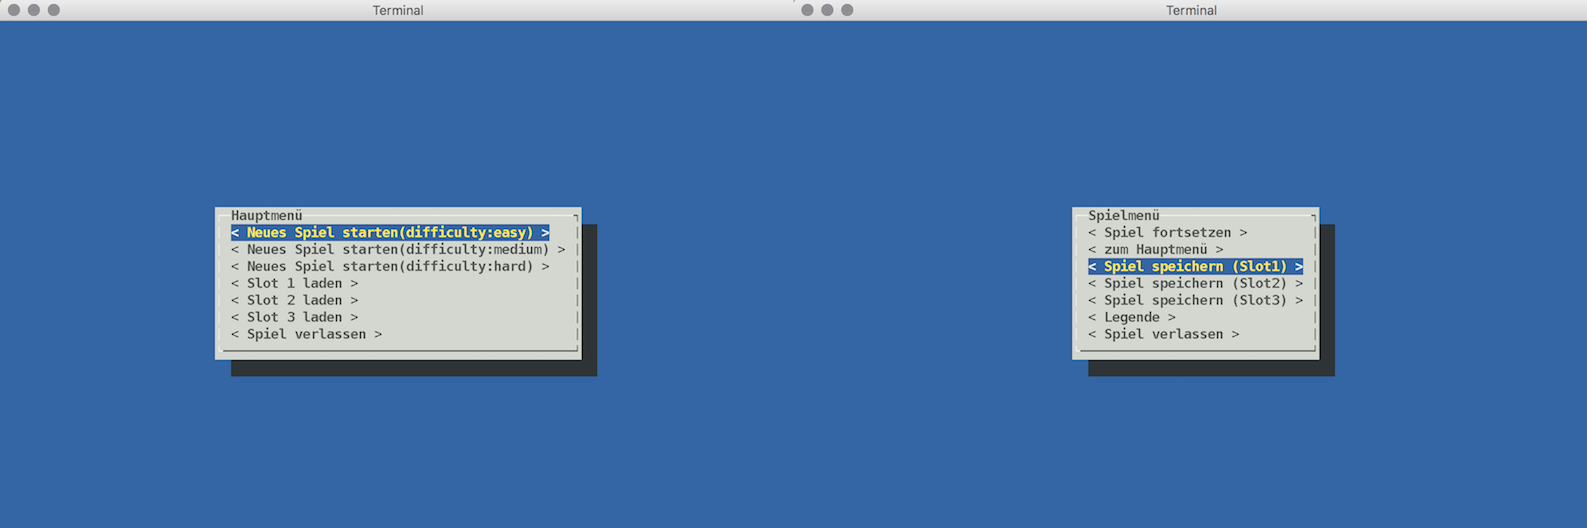 Terminal
Hauptmenü
< Neues Spiel starten(difficulty:easy) >
< Neues Spiel starten(difficulty:medium) >
< Neues Spiel starten(difficulty:hard) >
< Slot 1 laden >
< Slot 2 laden >
< Slot 3 laden >
< Spiel verlassen >
Terminal
Spielmenü
< Spiel fortsetzen >
< zum Hauptmenü >
< Spiel speichern (Slot1) >
< Spiel speichern (Slot2) >
< Spiel speichern (Slot3) >
< Legende >
< Spiel verlassen >